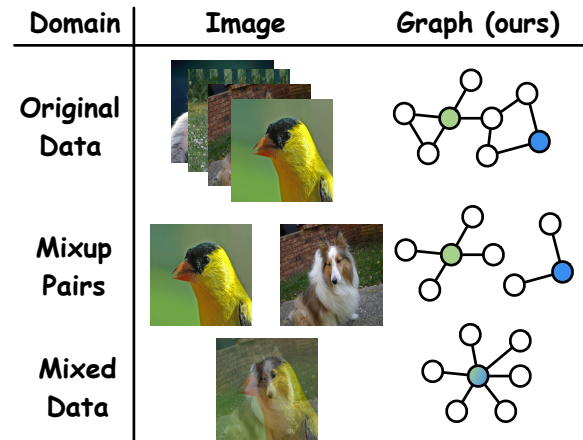 Domain Image Graph (ours)
Original
Data
Mixup
Pairs
Mixed
Data